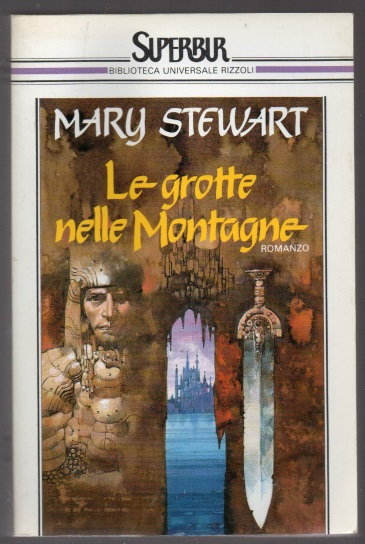 SUPERBUR
BIBLIOTECA UNIVERSALE RIZZOLI
MARY STEWART
Le grotte
nelle Montagne
ROMANZO